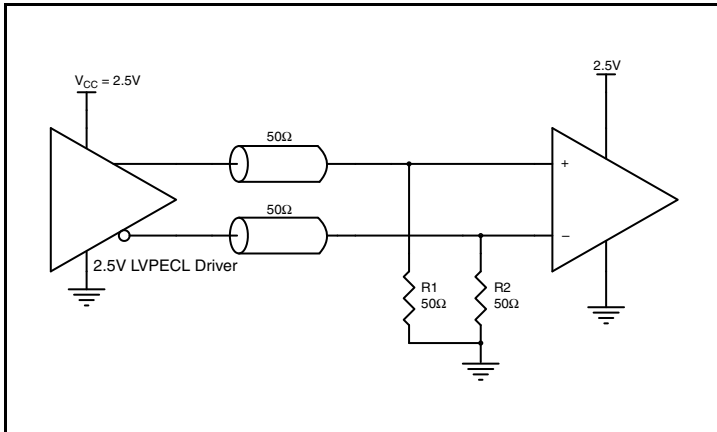 V_CC = 2.5V
2.5V
50Ω
+
50Ω
−
2.5V LVPECL Driver
R1
50Ω
R2
50Ω